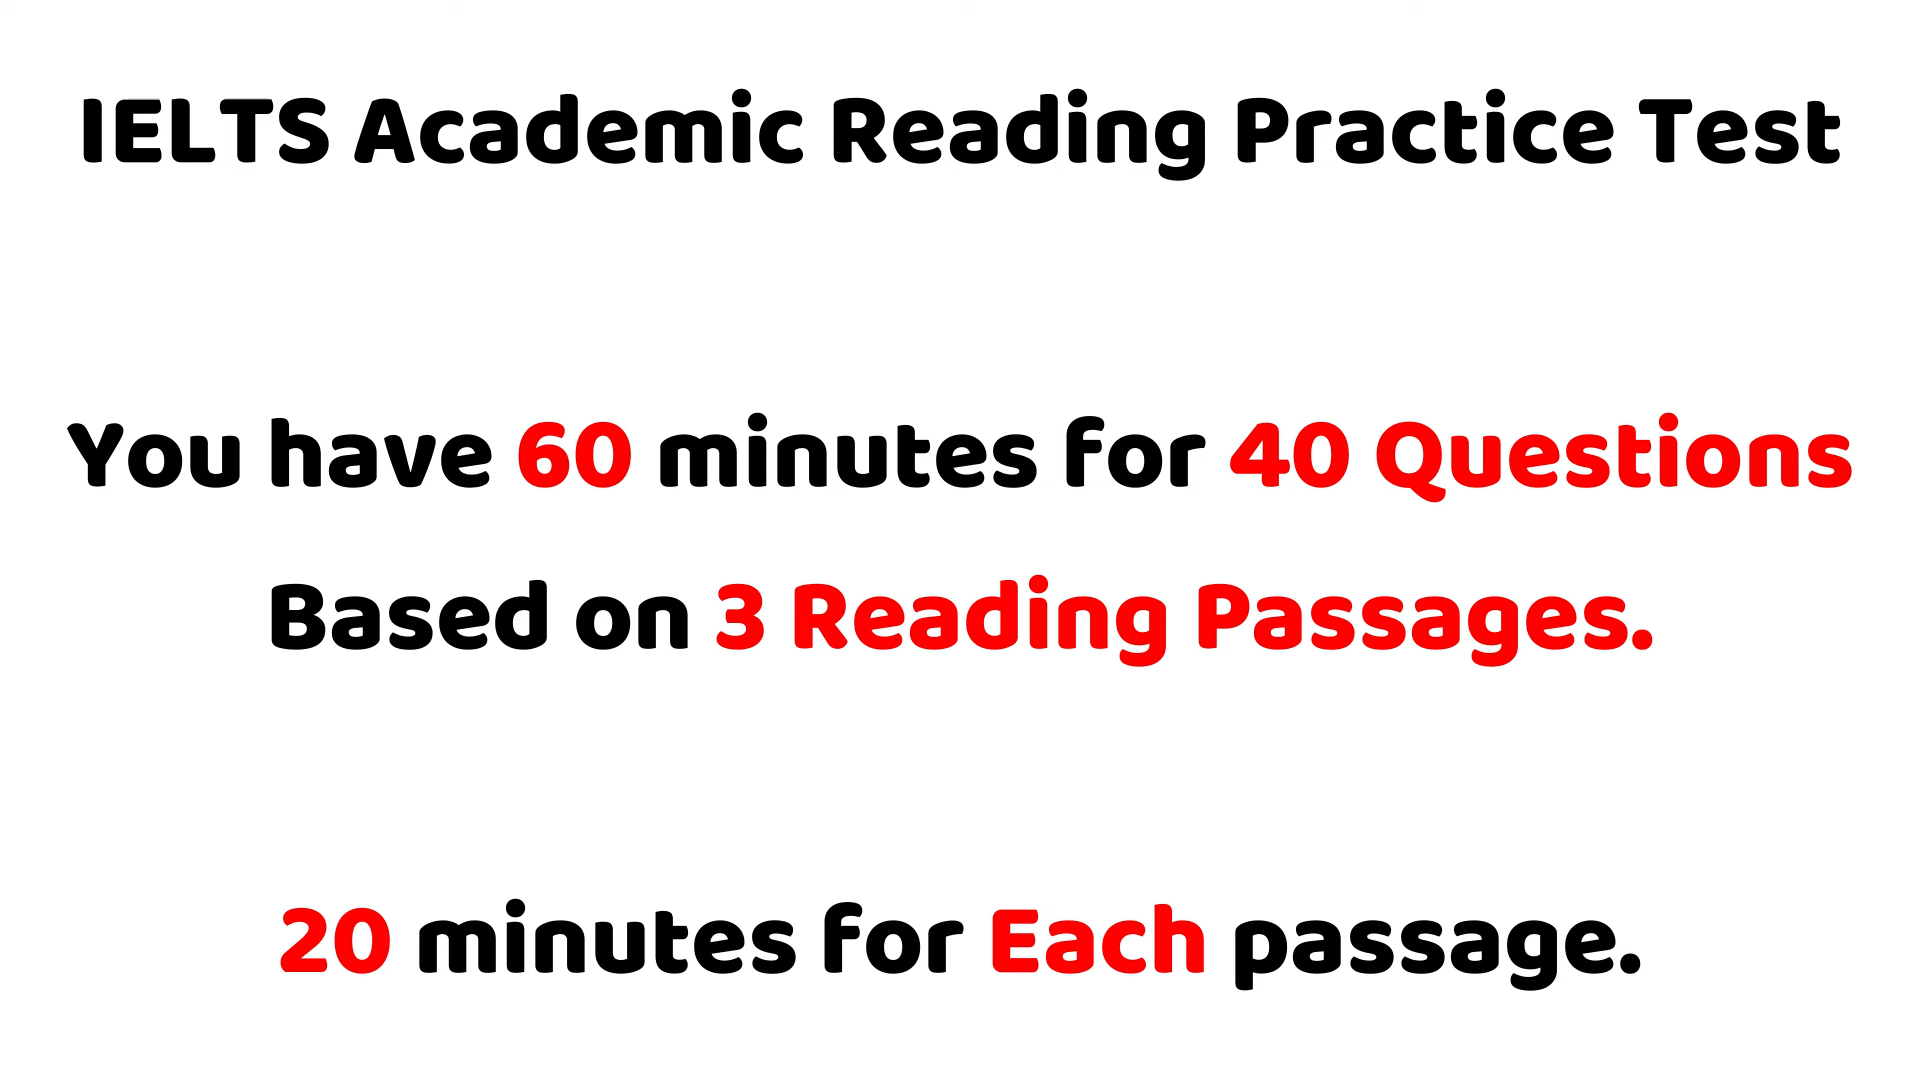 IELTS Academic Reading Practice Test
You have 60 minutes for 40 Questions
Based on 3 Reading Passages.
20 minutes for Each passage.